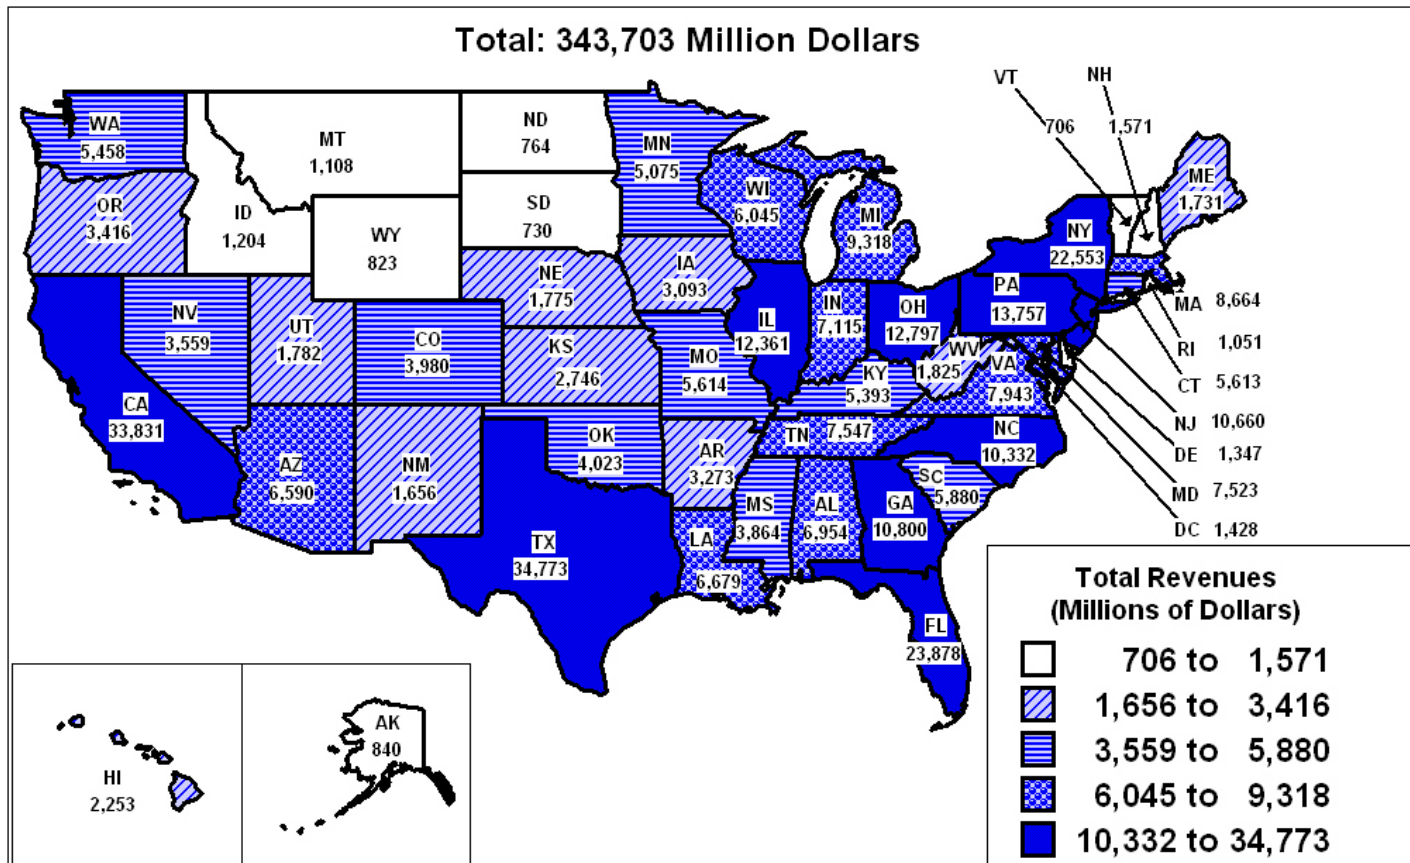 Total: 343,703 Million Dollars
VT
NH
706
1,571
WA
5,458
MT
1,108
ND
764
MN
5,075
OR
3,416
ID
1,204
WY
823
SD
730
WI
6,045
MI
9,318
NY
22,553
ME
1,731
NV
3,559
UT
1,782
CO
3,980
NE
1,775
KS
2,746
IA
3,093
MO
5,614
IL
12,361
IN
7,115
OH
12,797
PA
13,757
WV
1,825
VA
7,943
KY
5,393
MA 8,664
RI 1,051
CT 5,613
NJ 10,660
DE 1,347
MD 7,523
DC 1,428
CA
33,831
AZ
6,590
NM
1,656
OK
4,023
AR
3,273
TN 7,547
NC
10,332
SC
5,880
MS
3,864
AL
6,954
GA
10,800
TX
34,773
LA
6,679
FL
23,878
HI
2,253
AK
840
Total Revenues
(Millions of Dollars)
706 to 1,571
1,656 to 3,416
3,559 to 5,880
6,045 to 9,318
10,332 to 34,773